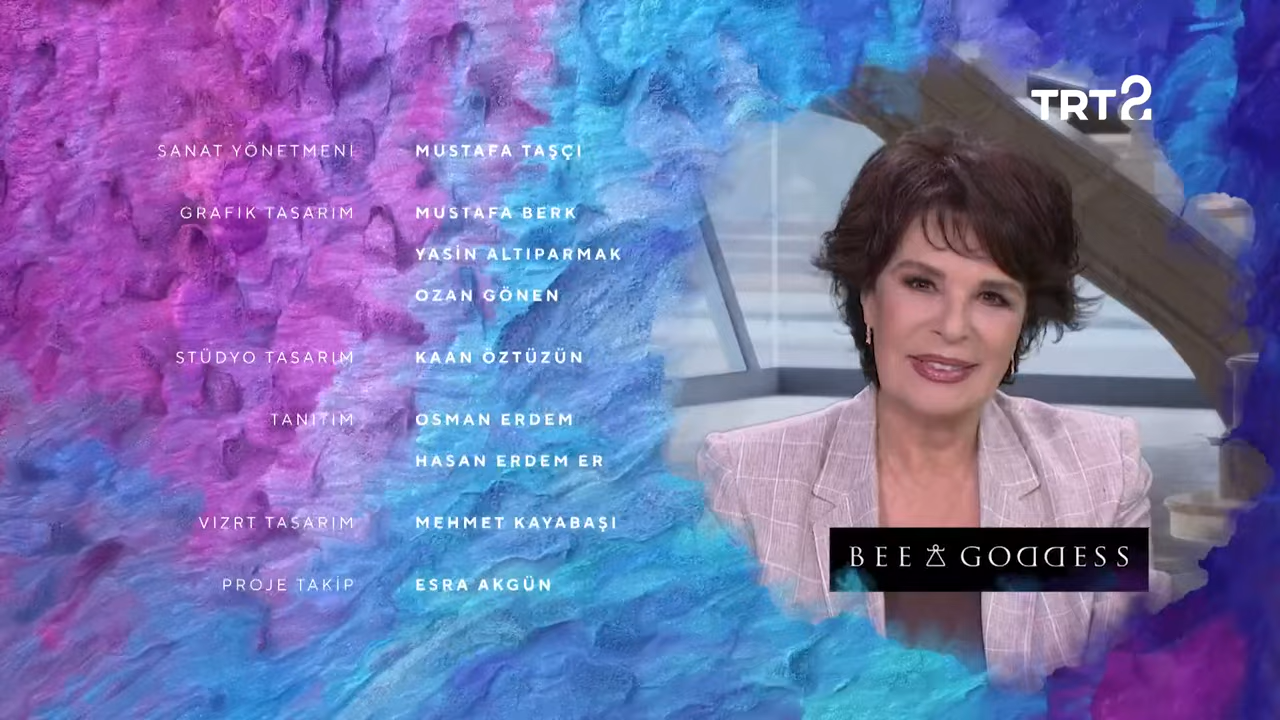 TRT2
SANAT YÖNETMENİ MUSTAFA TAŞÇI
GRAFİK TASARIM MUSTAFA BERK
YASİN ALTIPARMAK
OZAN GÖNEN
STÜDYO TASARIM KAAN ÖZTÜZÜN
TANITIM OSMAN ERDEM
HASAN ERDEM ER
VIZRT TASARIM MEHMET KAYABAŞI
PROJE TAKİP ESRA AKGÜN
BEE GODDESS